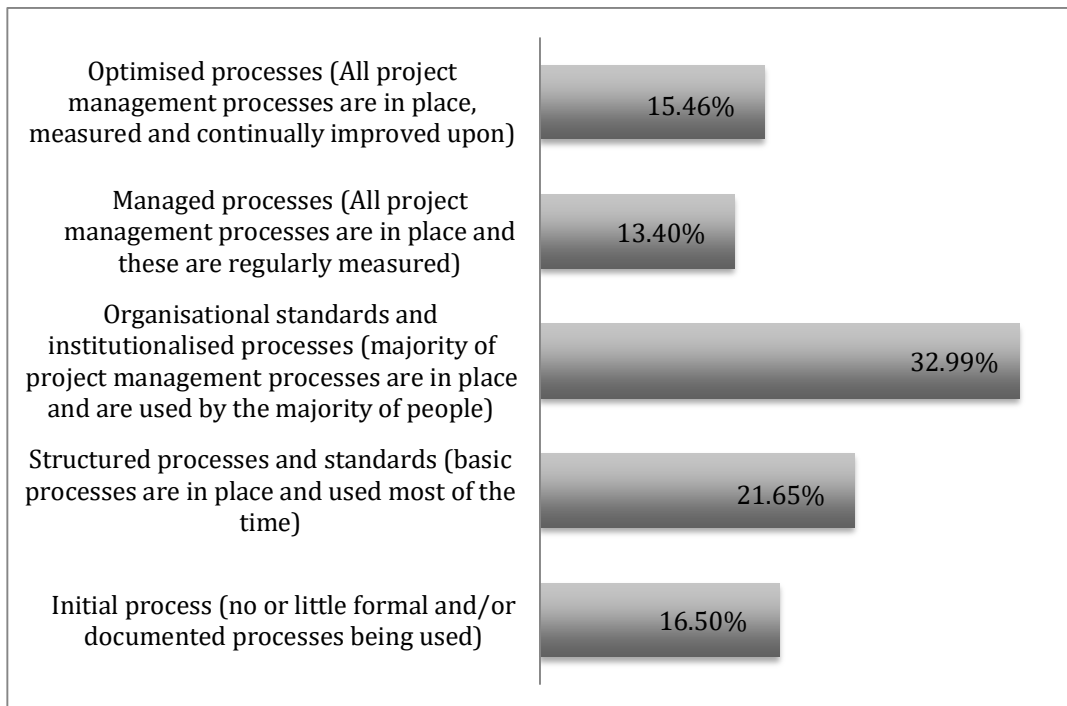 Optimised processes (All project
management processes are in place,
measured and continually improved upon)
15.46%
Managed processes (All project
management processes are in place and
these are regularly measured)
13.40%
Organisational standards and
institutionalised processes (majority of
project management processes are in place
and are used by the majority of people)
32.99%
Structured processes and standards (basic
processes are in place and used most of the
time)
21.65%
Initial process (no or little formal and/or
documented processes being used)
16.50%